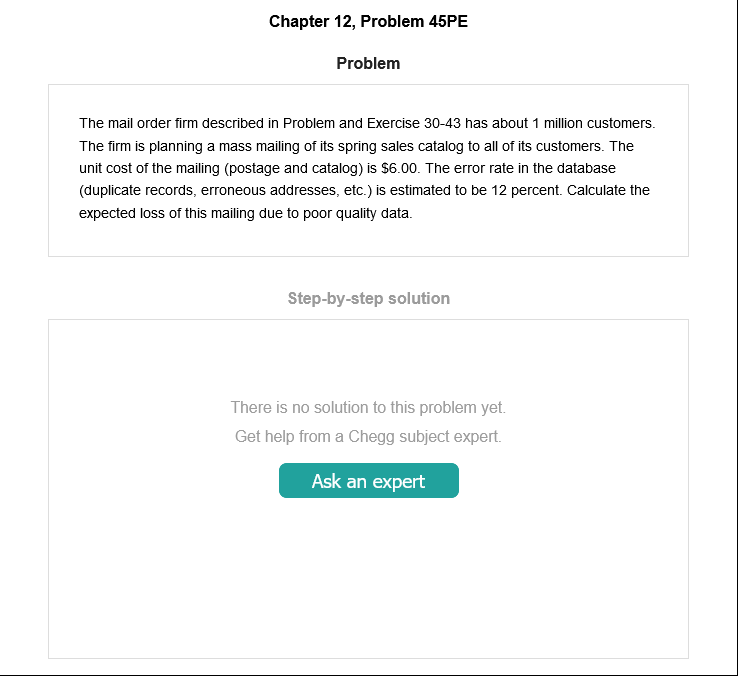 Chapter 12, Problem 45PE
Problem
The mail order firm described in Problem and Exercise 30-43 has about 1 million customers.
The firm is planning a mass mailing of its spring sales catalog to all of its customers. The
unit cost of the mailing (postage and catalog) is $6.00. The error rate in the database
(duplicate records, erroneous addresses, etc.) is estimated to be 12 percent. Calculate the
expected loss of this mailing due to poor quality data.
Step-by-step solution
There is no solution to this problem yet.
Get help from a Chegg subject expert.
Ask an expert